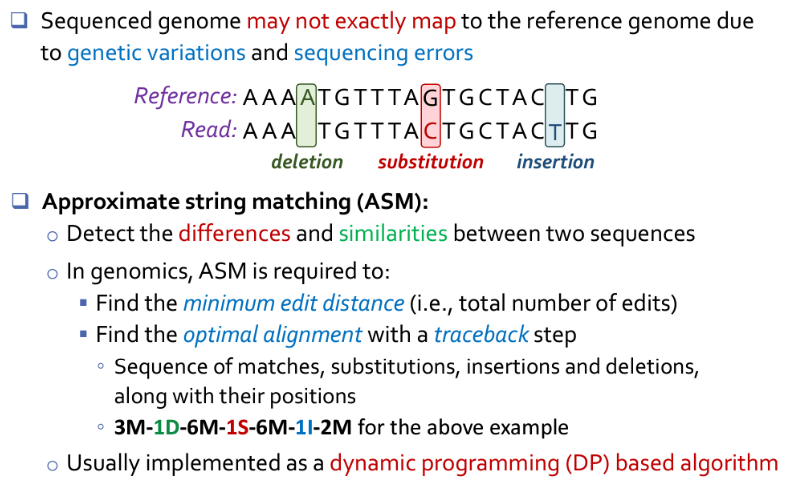 Sequenced genome may not exactly map to the reference genome due
to genetic variations and sequencing errors
Reference: A A A A T G T T T A G T G C T A C T G
Read: A A A T G T T T A C T G C T A C T T G
deletion substitution insertion
Approximate string matching (ASM):
Detect the differences and similarities between two sequences
In genomics, ASM is required to:
Find the minimum edit distance (i.e., total number of edits)
Find the optimal alignment with a traceback step
Sequence of matches, substitutions, insertions and deletions,
along with their positions
3M-1D-6M-1S-6M-1I-2M for the above example
Usually implemented as a dynamic programming (DP) based algorithm